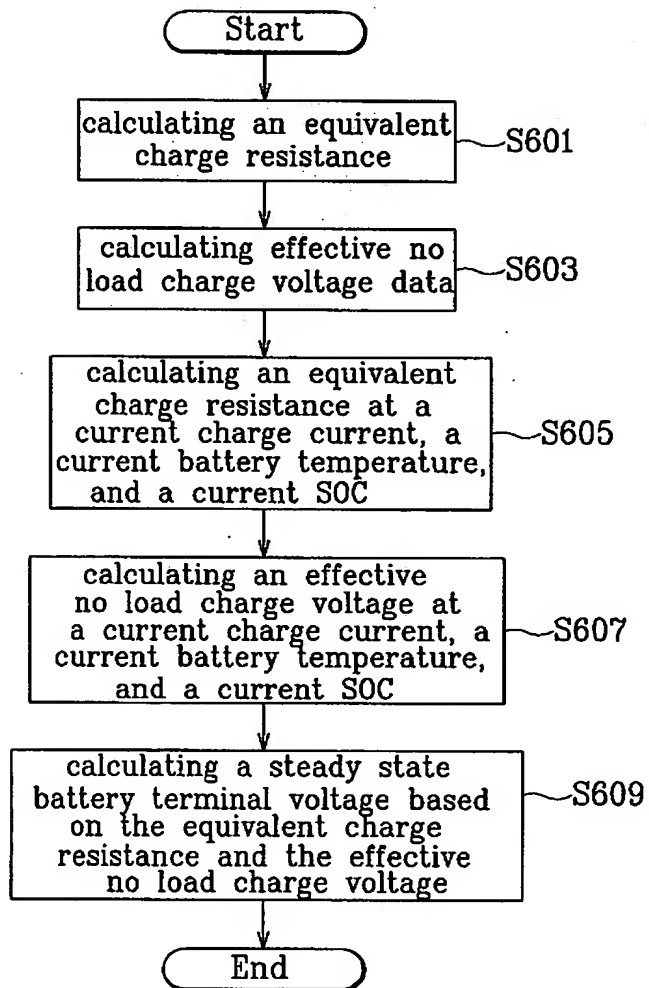 Start
calculating an equivalent
charge resistance
S601
calculating effective no
load charge voltage data
S603
calculating an equivalent
charge resistance at a
current charge current, a
current battery temperature,
and a current SOC
S605
calculating an effective
no load charge voltage at
a current charge current, a
current battery temperature,
and a current SOC
S607
calculating a steady state
battery terminal voltage based
on the equivalent charge
resistance and the effective
no load charge voltage
S609
End